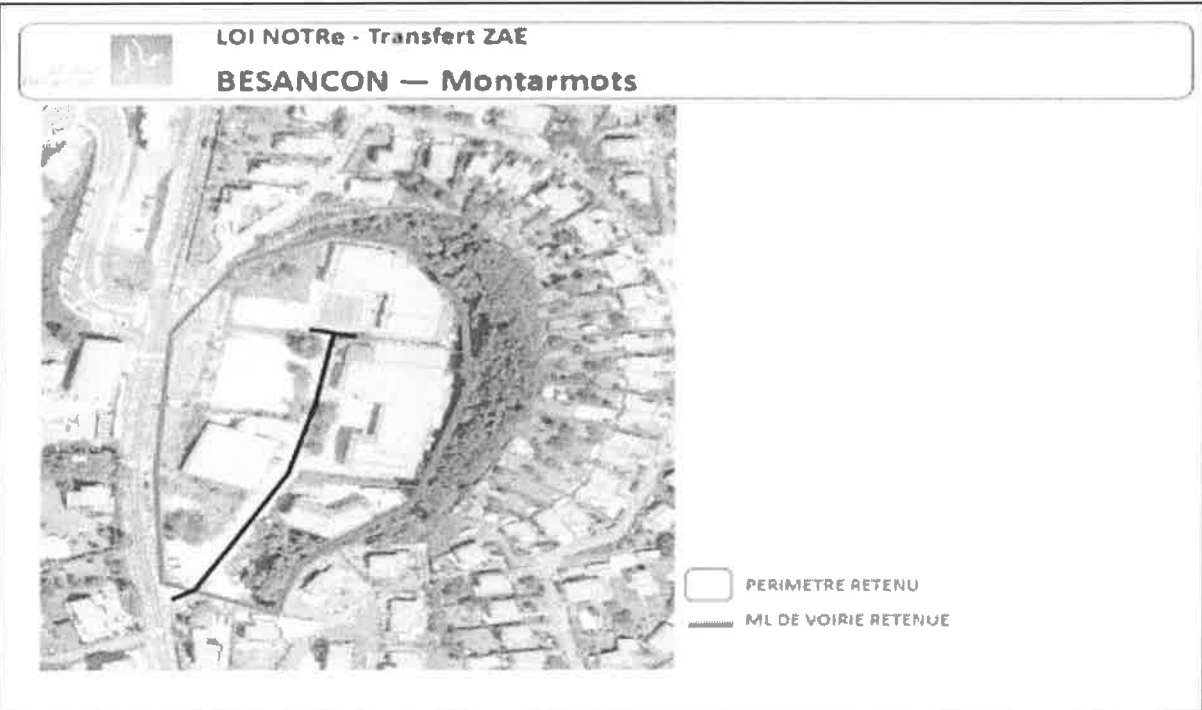 LOI NOTRe - Transfert ZAE
BESANCON — Montarmots
PERIMETRE RETENU
ML DE VOIRIE RETENUE